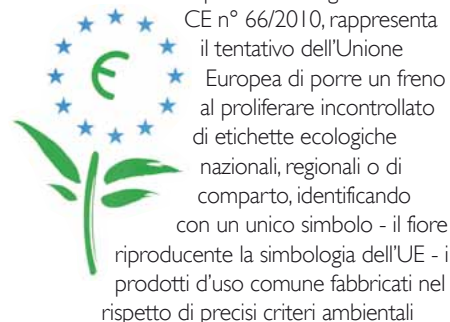 CE n° 66/2010, rappresenta
il tentativo dell'Unione
Europea di porre un freno
al proliferare incontrollato
di etichette ecologiche
nazionali, regionali o di
comparto, identificando
con un unico simbolo - il fiore
riproducente la simbologia dell'UE - i
prodotti d'uso comune fabbricati nel
rispetto di precisi criteri ambientali